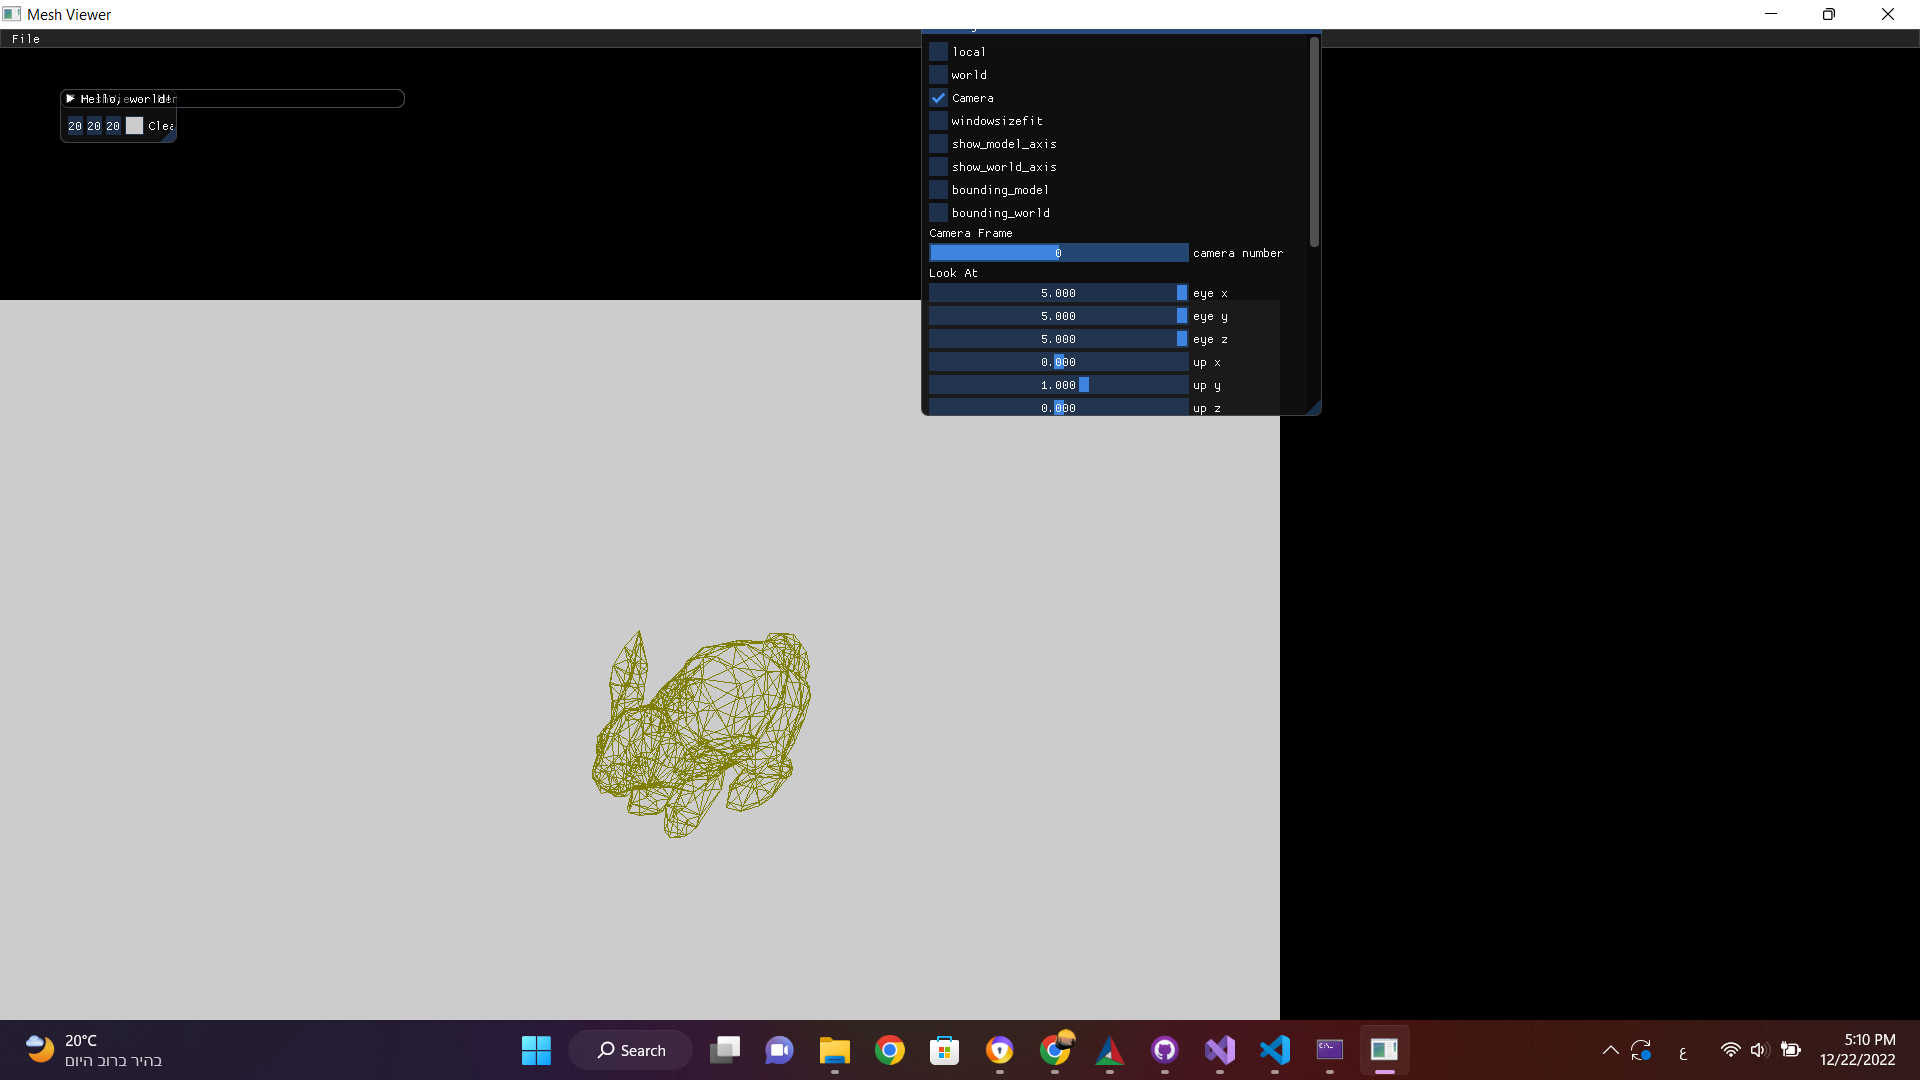 Mesh Viewer
File
Hello, world!
20 20 20 Clea
local
world
Camera
windowsizefit
show_model_axis
show_world_axis
bounding_model
bounding_world
Camera Frame
0 camera number
Look At
5.000 eye x
5.000 eye y
5.000 eye z
0.000 up x
1.000 up y
0.000 up z
20°C
בהיר ברוב היום
Search
ع
5:10 PM
12/22/2022